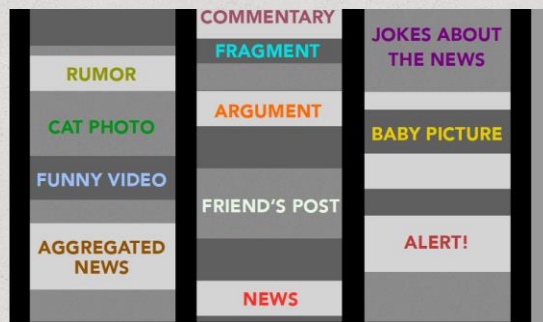 RUMOR
CAT PHOTO
FUNNY VIDEO
AGGREGATED
NEWS
COMMENTARY
FRAGMENT
ARGUMENT
FRIEND'S POST
NEWS
JOKES ABOUT
THE NEWS
BABY PICTURE
ALERT!